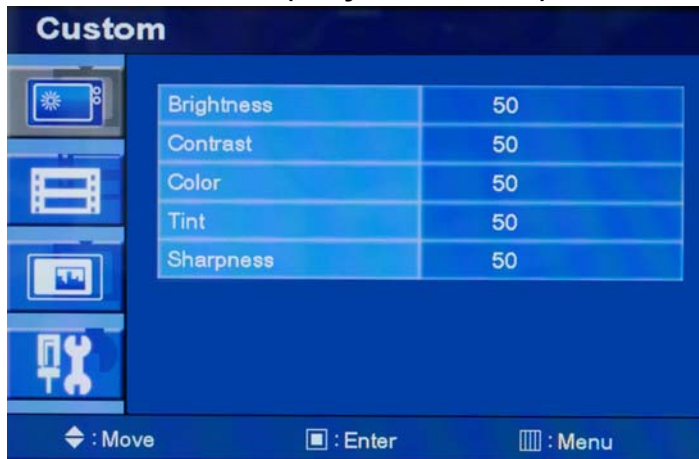 Custom
Brightness 50
Contrast 50
Color 50
Tint 50
Sharpness 50
: Move : Enter : Menu